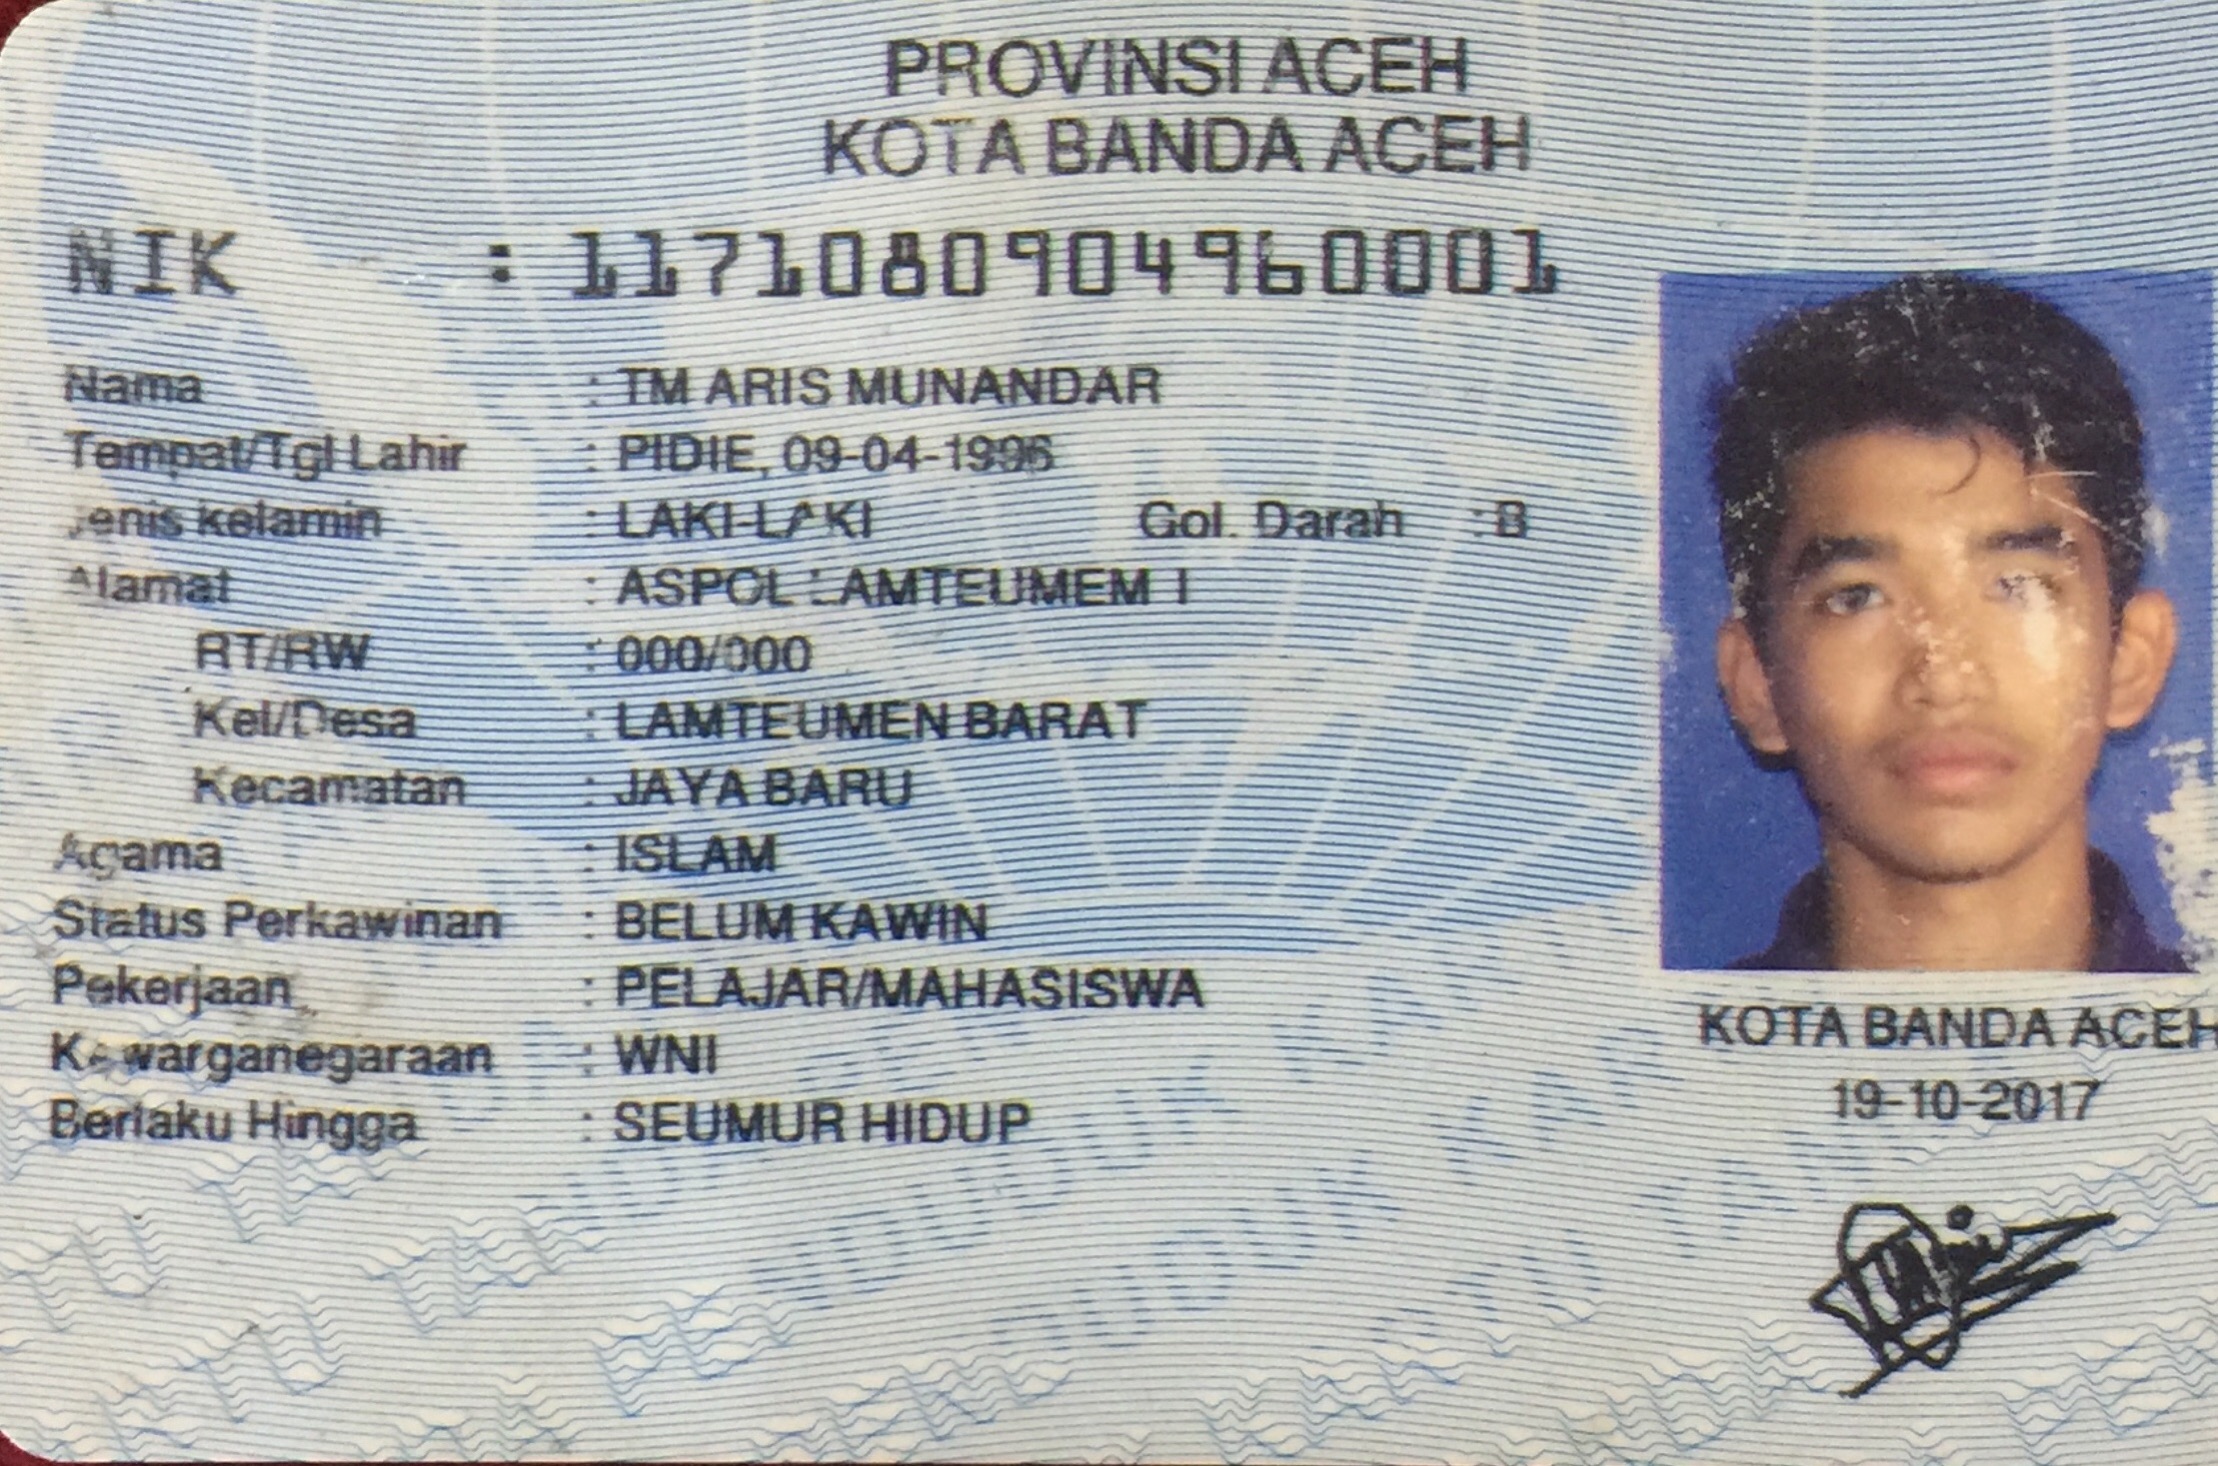 PROVINSI ACEH
KOTA BANDA ACEH
NIK : 1171080904960001
Nama : TM ARIS MUNANDAR
Tempat/Tgl Lahir : PIDIE, 09-04-1996
Jenis kelamin : LAKI-LAKI Gol. Darah : B
Alamat : ASPOL LAMTEUMEM I
RT/RW : 000/000
Kel/Desa : LAMTEUMEN BARAT
Kecamatan : JAYA BARU
Agama : ISLAM
Status Perkawinan : BELUM KAWIN
Pekerjaan : PELAJAR/MAHASISWA
Kewarganegaraan : WNI
Berlaku Hingga : SEUMUR HIDUP
KOTA BANDA ACEH
19-10-2017